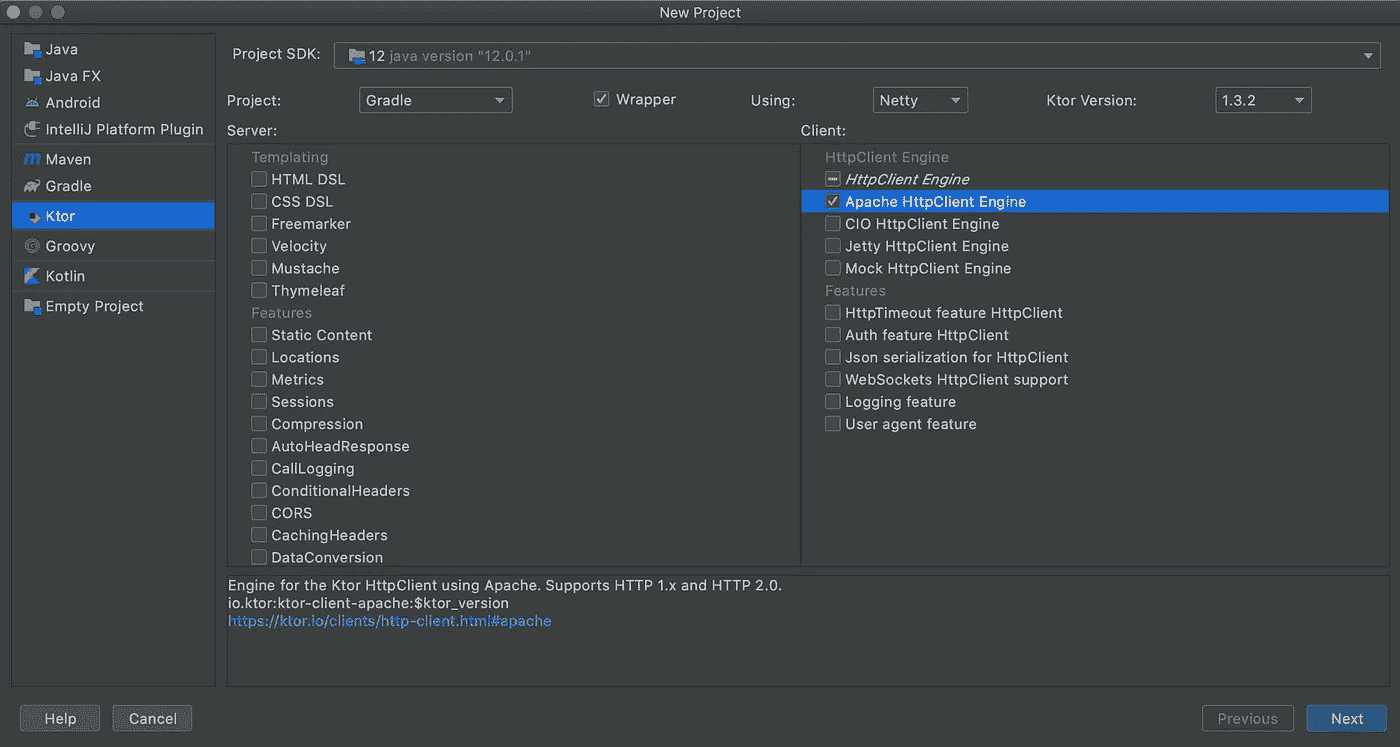 New Project
Java
Java FX
Android
IntelliJ Platform Plugin
Maven
Gradle
Ktor
Groovy
Kotlin
Empty Project
Project SDK: 12 java version "12.0.1"
Project: Gradle Wrapper Using: Netty Ktor Version: 1.3.2
Server:
Templating
HTML DSL
CSS DSL
Freemarker
Velocity
Mustache
Thymeleaf
Features
Static Content
Locations
Metrics
Sessions
Compression
AutoHeadResponse
CallLogging
ConditionalHeaders
CORS
CachingHeaders
DataConversion
Client:
HttpClient Engine
HttpClient Engine
Apache HttpClient Engine
CIO HttpClient Engine
Jetty HttpClient Engine
Mock HttpClient Engine
Features
HttpTimeout feature HttpClient
Auth feature HttpClient
Json serialization for HttpClient
WebSockets HttpClient support
Logging feature
User agent feature
Engine for the Ktor HttpClient using Apache. Supports HTTP 1.x and HTTP 2.0.
io.ktor:ktor-client-apache:$ktor_version
https://ktor.io/clients/http-client.html#apache
Help Cancel Previous Next